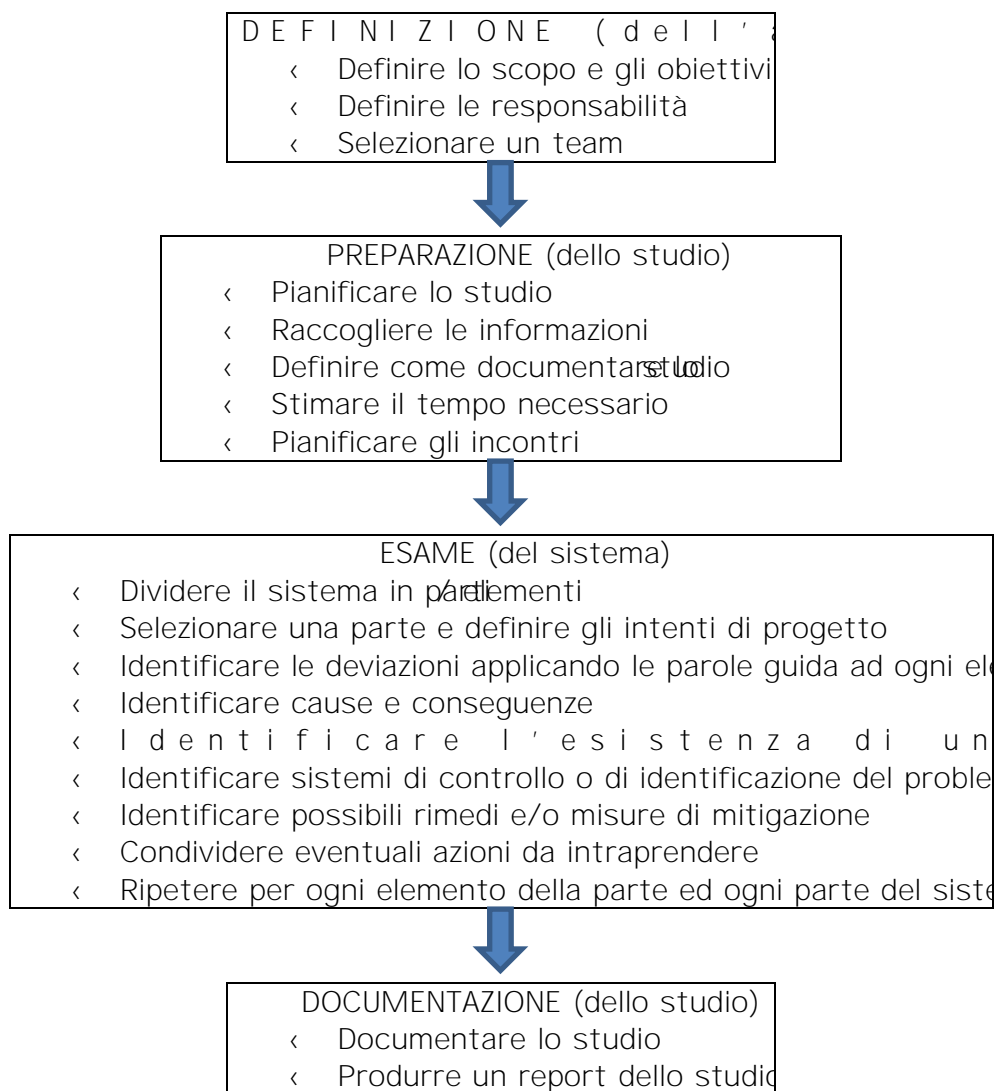 DEFINIZIONE (dell'
‹ Definire lo scopo e gli obiettivi
‹ Definire le responsabilità
‹ Selezionare un team
PREPARAZIONE (dello studio)
‹ Pianificare lo studio
‹ Raccogliere le informazioni
‹ Definire come documentare lo studio
‹ Stimare il tempo necessario
‹ Pianificare gli incontri
ESAME (del sistema)
‹ Dividere il sistema in parti/elementi
‹ Selezionare una parte e definire gli intenti di progetto
‹ Identificare le deviazioni applicando le parole guida ad ogni
‹ Identificare cause e conseguenze
‹ Identificare l'esistenza di un
‹ Identificare sistemi di controllo o di identificazione del
‹ Identificare possibili rimedi e/o misure di mitigazione
‹ Condividere eventuali azioni da intraprendere
‹ Ripetere per ogni elemento della parte ed ogni parte del
DOCUMENTAZIONE (dello studio)
‹ Documentare lo studio
‹ Produrre un report dello studio